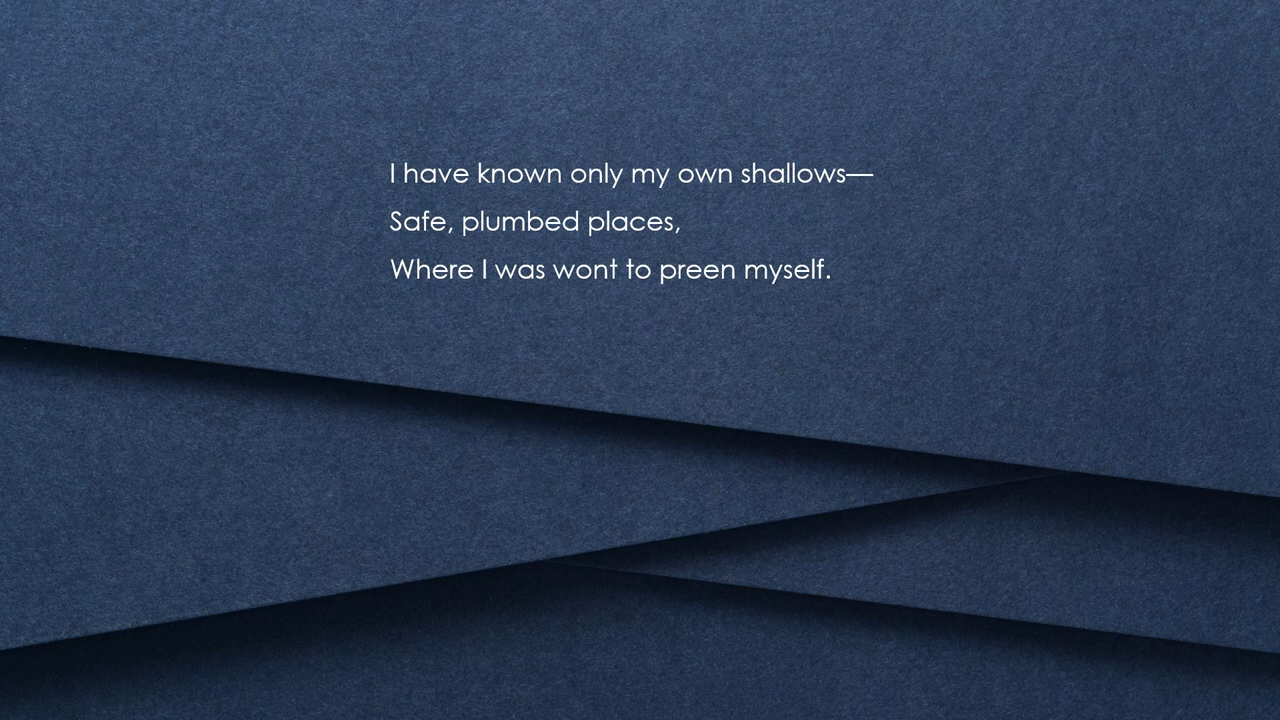 I have known only my own shallows—
Safe, plumbed places,
Where I was wont to preen myself.